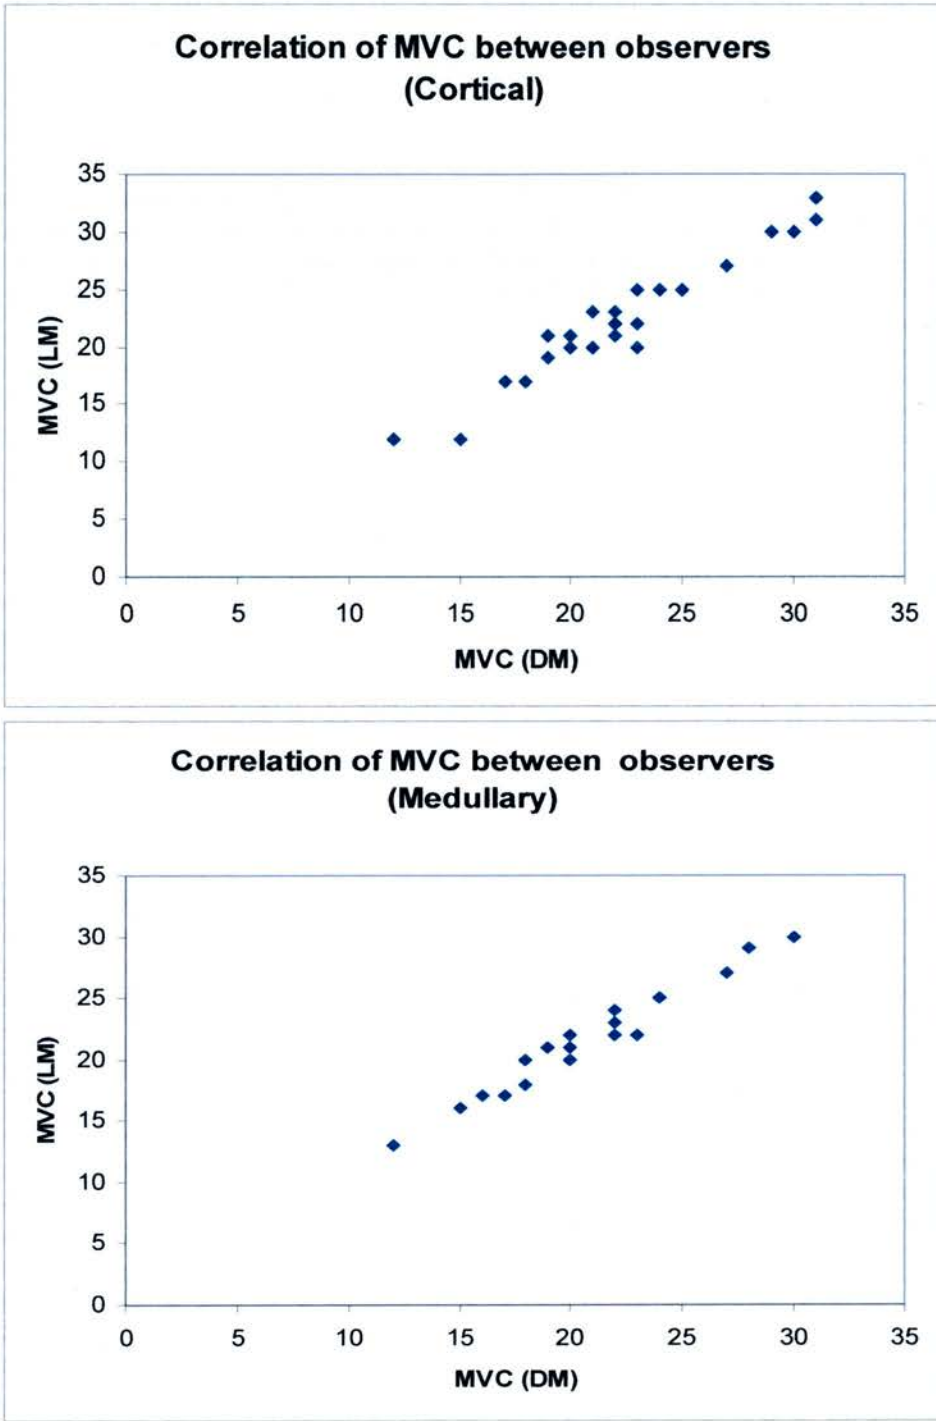 Correlation of MVC between observers
(Cortical)
35
30
25
20
15
10
5
0
MVC (LM)
0 5 10 15 20 25 30 35
MVC (DM)
Correlation of MVC between observers
(Medullary)
35
30
25
20
15
10
5
0
MVC (LM)
0 5 10 15 20 25 30 35
MVC (DM)